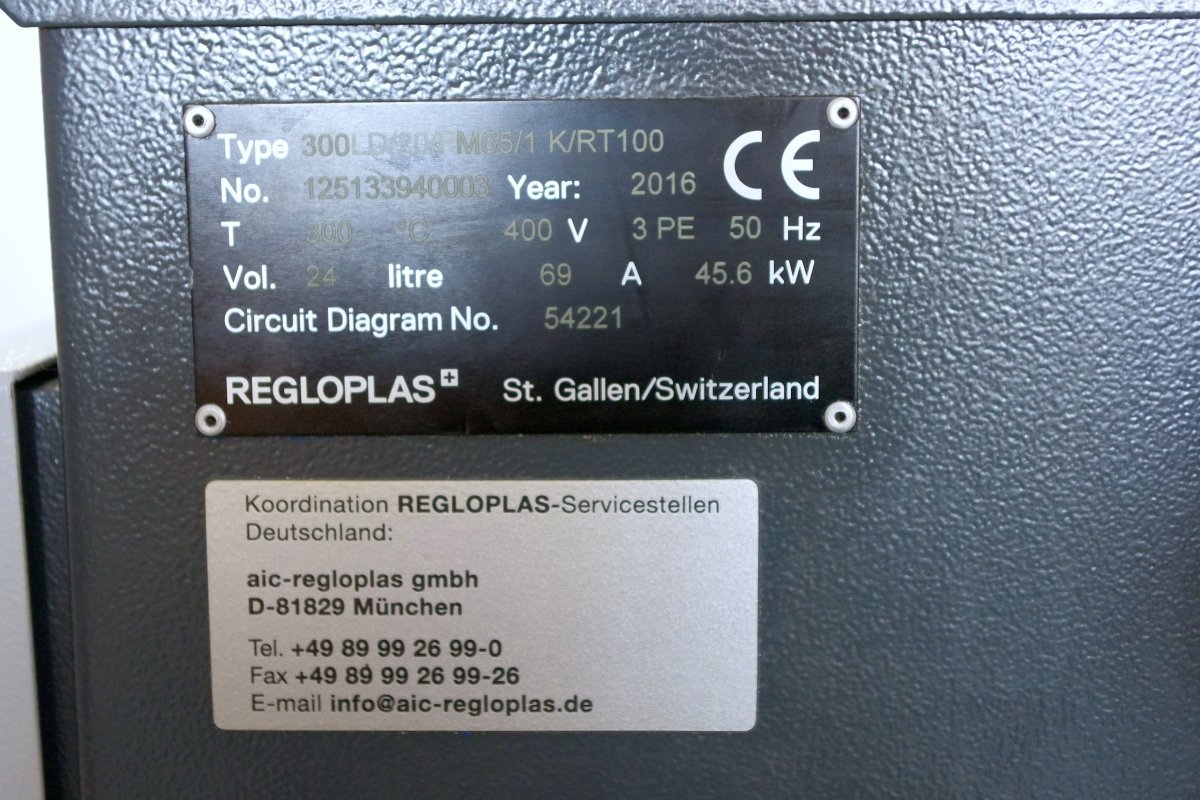 Type 300LD/20/FM65/1 K/RT100 CE
No. 125133940003 Year: 2016
T 300 °C 400 V 3 PE 50 Hz
Vol. 24 litre 69 A 45.6 kW
Circuit Diagram No. 54221
REGLOPLAS St. Gallen/Switzerland
Koordination REGLOPLAS-Servicestellen
Deutschland:
aic-regloplas gmbh
D-81829 München
Tel. +49 89 99 26 99-0
Fax +49 89 99 26 99-26
E-mail info@aic-regloplas.de